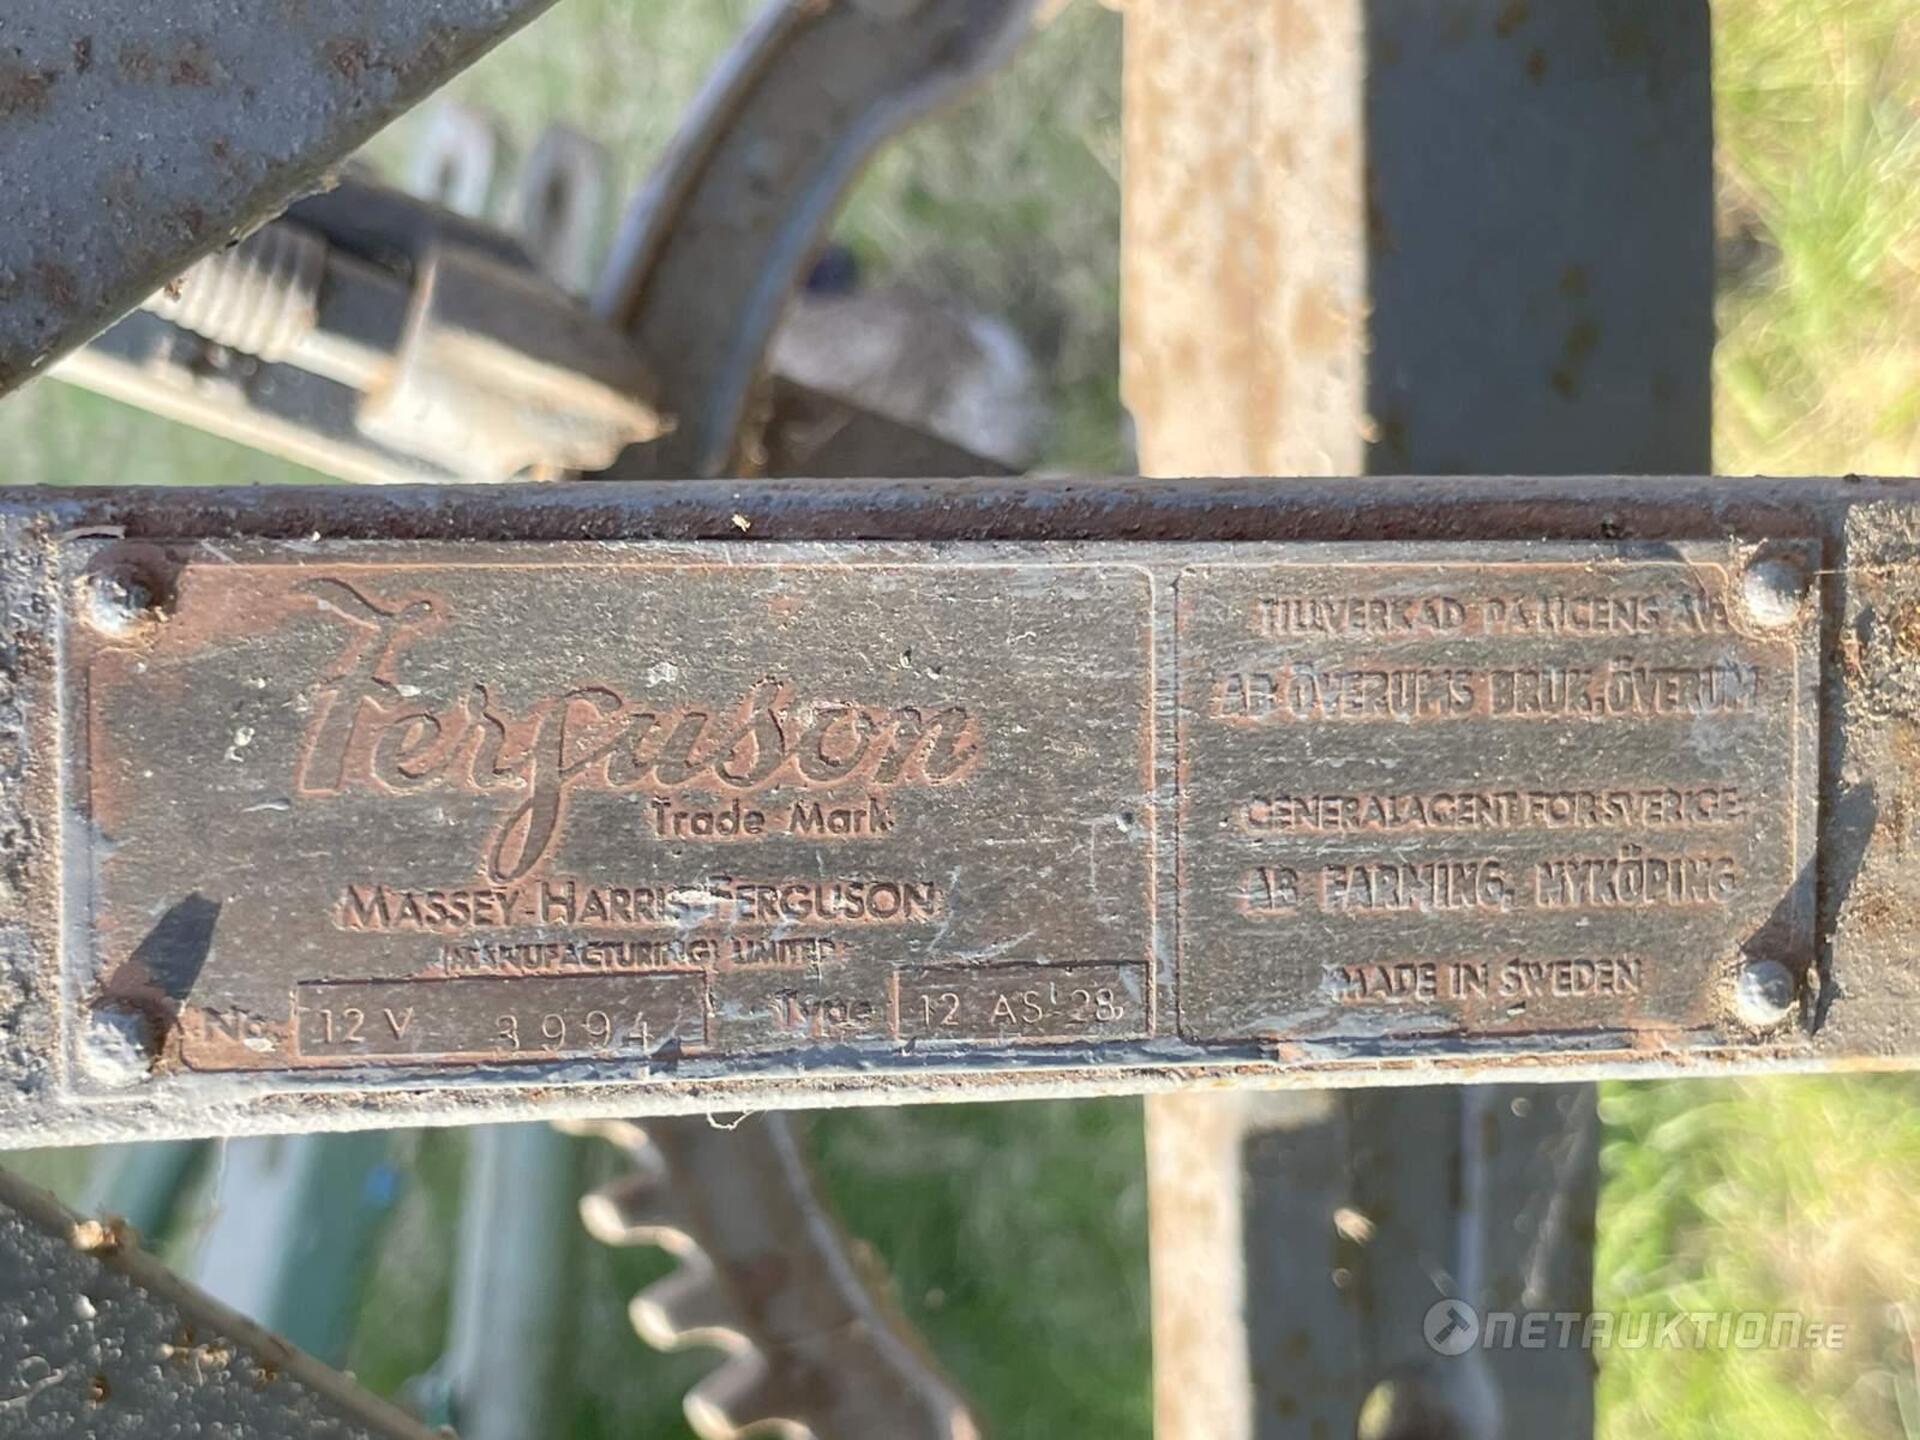 Ferguson
Trade Mark
MASSEY-HARRIS-FERGUSON
(MANUFACTURING) LIMITED
No. 12 V 3994 Type 12 AS 28
TILLVERKAD PÅ LICENS AV:
AB ÖVERUMS BRUK, ÖVERUM
GENERALAGENT FÖR SVERIGE:
AB FARMING, NYKÖPING
MADE IN SWEDEN
NETAUKTION.SE